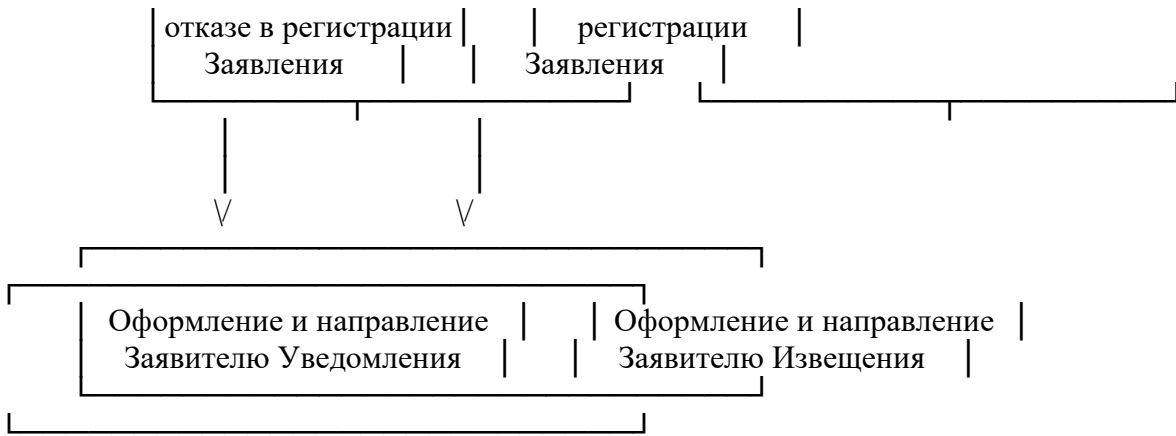 отказе в регистрации регистрации
Заявления Заявления
Оформление и направление Оформление и направление
Заявителю Уведомления Заявителю Извещения